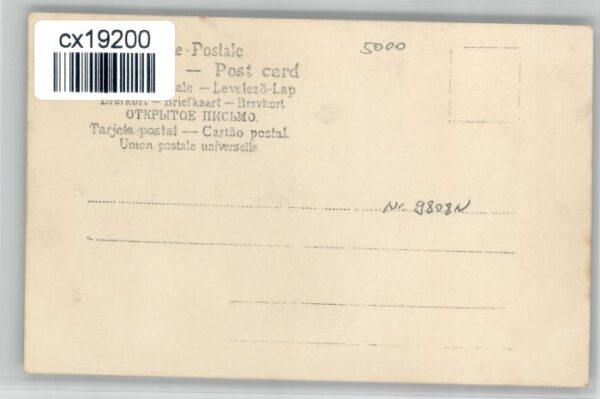 cx19200
5000
e - Postale
— Post card
ale — Levelező-Lap
Brefkort — Briefkaart — Brevkort
ОТКРЫТОЕ ПИСЬМО.
Tarjeta postal — Cartão postal.
Union postale universelle.
Nr. 9808N